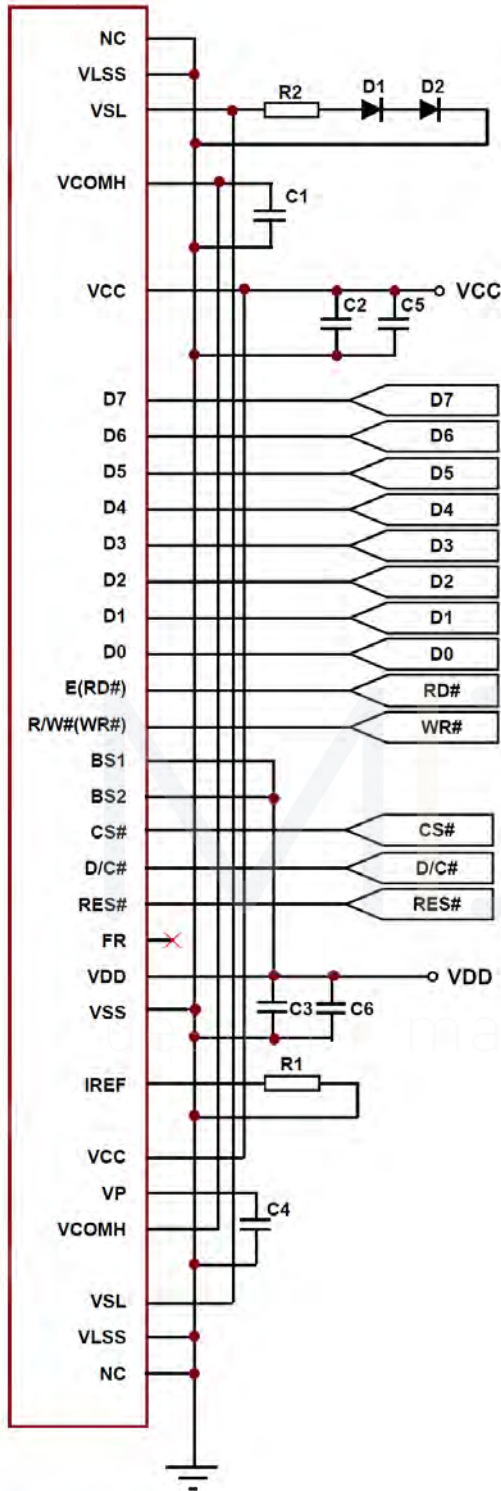 NC
VLSS
VSL R2 D1 D2
VCOMH C1
VCC C2 C5 VCC
D7 D7
D6 D6
D5 D5
D4 D4
D3 D3
D2 D2
D1 D1
D0 D0
E(RD#) RD#
R/W#(WR#) WR#
BS1
BS2
CS# CS#
D/C# D/C#
RES# RES#
FR
VDD VDD
VSS C3 C6
IREF R1
VCC
VP C4
VCOMH
VSL
VLSS
NC